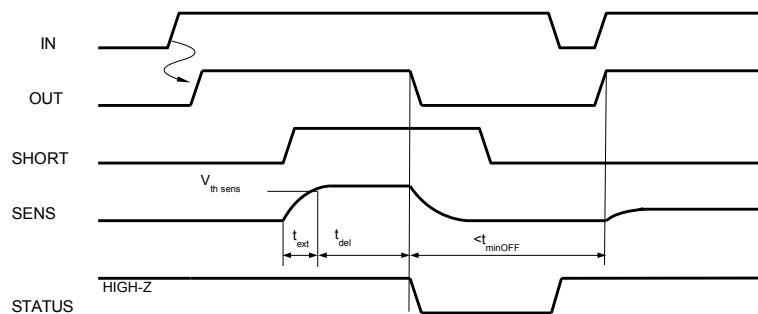 IN
OUT
SHORT
V th sens
SENS
t ext
t del
<t minOFF
HIGH-Z
STATUS